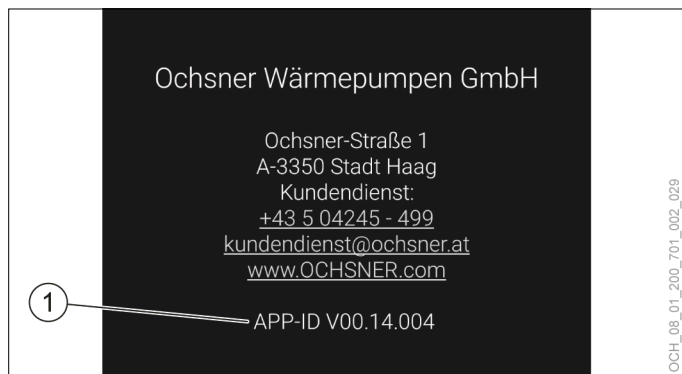 Ochsner Wärmepumpen GmbH
Ochsner-Straße 1
A-3350 Stadt Haag
Kundendienst:
+43 5 04245 - 499
kundendienst@ochsner.at
www.OCHSNER.com
1
APP-ID V00.14.004
OCH_08_01_200_701_002_029